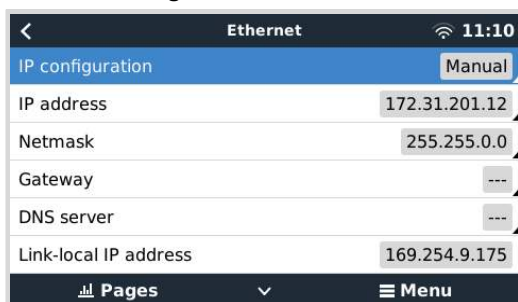 Ethernet 11:10
IP configuration Manual
IP address 172.31.201.12
Netmask 255.255.0.0
Gateway ---
DNS server ---
Link-local IP address 169.254.9.175
Pages Menu